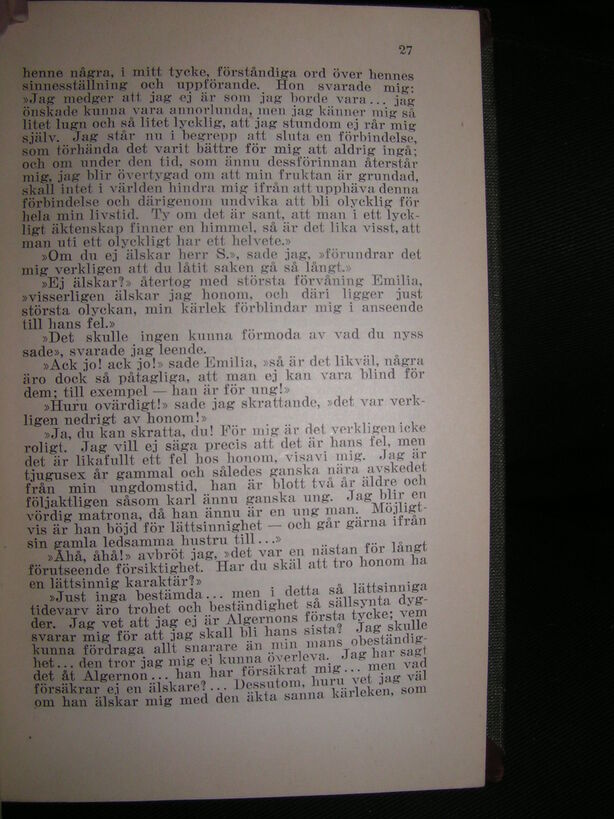 27
henne några, i mitt tycke, förståndiga ord över hennes
sinnesställning och uppförande. Hon svarade mig:
»Jag medger att jag ej är som jag borde vara... jag
önskade kunna vara annorlunda, men jag känner mig så
litet lugn och så litet lycklig, att jag stundom ej rår mig
själv. Jag står nu i begrepp att sluta en förbindelse,
som törhända det varit bättre för mig att aldrig ingå;
och om under den tid, som ännu dessförinnan återstår
mig, jag blir övertygad om att min fruktan är grundad,
skall intet i världen hindra mig ifrån att upphäva denna
förbindelse och därigenom undvika att bli olycklig för
hela min livstid. Ty om det är sant, att man i ett lyck-
ligt äktenskap finner en himmel, så är det lika visst, att
man uti ett olyckligt har ett helvete.»
»Om du ej älskar herr S.», sade jag, »förundrar det
mig verkligen att du låtit saken gå så långt.»
»Ej älskar?» återtog med största förvåning Emilia,
»visserligen älskar jag honom, och däri ligger just
största olyckan, min kärlek förblindar mig i anseende
till hans fel.»
»Det skulle ingen kunna förmoda av vad du nyss
sade», svarade jag leende.
»Ack jo! ack jo!» sade Emilia, »så är det likväl, några
äro dock så påtagliga, att man ej kan vara blind för
dem; till exempel — han är för ung!»
»Huru ovärdigt!» sade jag skrattande, »det var verk-
ligen nedrigt av honom!»
»Ja, du kan skratta, du! För mig är det verkligen icke
roligt. Jag vill ej säga precis att det är hans fel, men
det är likafullt ett fel hos honom, visavi mig. Jag är
tjugusex år gammal och således ganska nära avskedet
från min ungdomstid, han är blott två år äldre och
följaktligen såsom karl ännu ganska ung. Jag blir en
vördig matrona, då han ännu är en ung man. Möjligt-
vis är han böjd för lättsinnighet — och går gärna ifrån
sin gamla ledsamma hustru till...»
»Åhå, åhå!» avbröt jag, »det var en nästan för långt
förutseende försiktighet. Har du skäl att tro honom ha
en lättsinnig karaktär?»
»Just inga bestämda... men i detta så lättsinniga
tidevarv äro trohet och beständighet så sällsynta dyg-
der. Jag vet att jag ej är Algernons första tycke; vem
svarar mig för att jag skall bli hans sista? Jag skulle
kunna fördraga allt snarare än min mans obeständig-
het... den tror jag mig ej kunna överleva. Jag har sagt
det åt Algernon... han har försäkrat mig... men vad
försäkrar ej en älskare?... Dessutom, huru vet jag väl
om han älskar mig med den äkta sanna kärleken, som